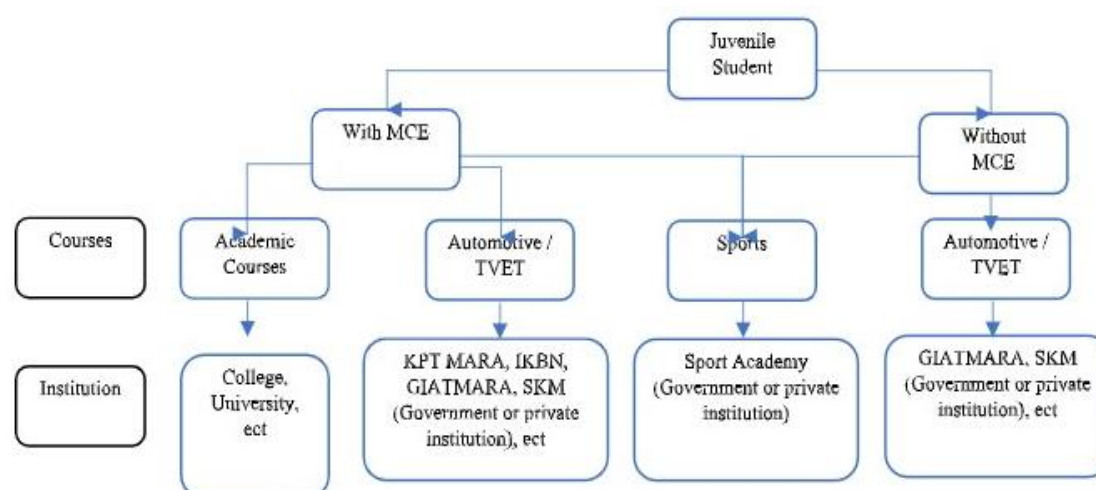 Juvenile
Student
With MCE
Without
MCE
Courses
Academic
Courses
Automotive /
TVET
Sports
Automotive /
TVET
Institution
College,
University,
ect
KPT MARA, IKBN,
GIATMARA, SKM
(Government or private
institution), ect
Sport Academy
(Government or private
institution)
GIATMARA, SKM
(Government or private
institution), ect